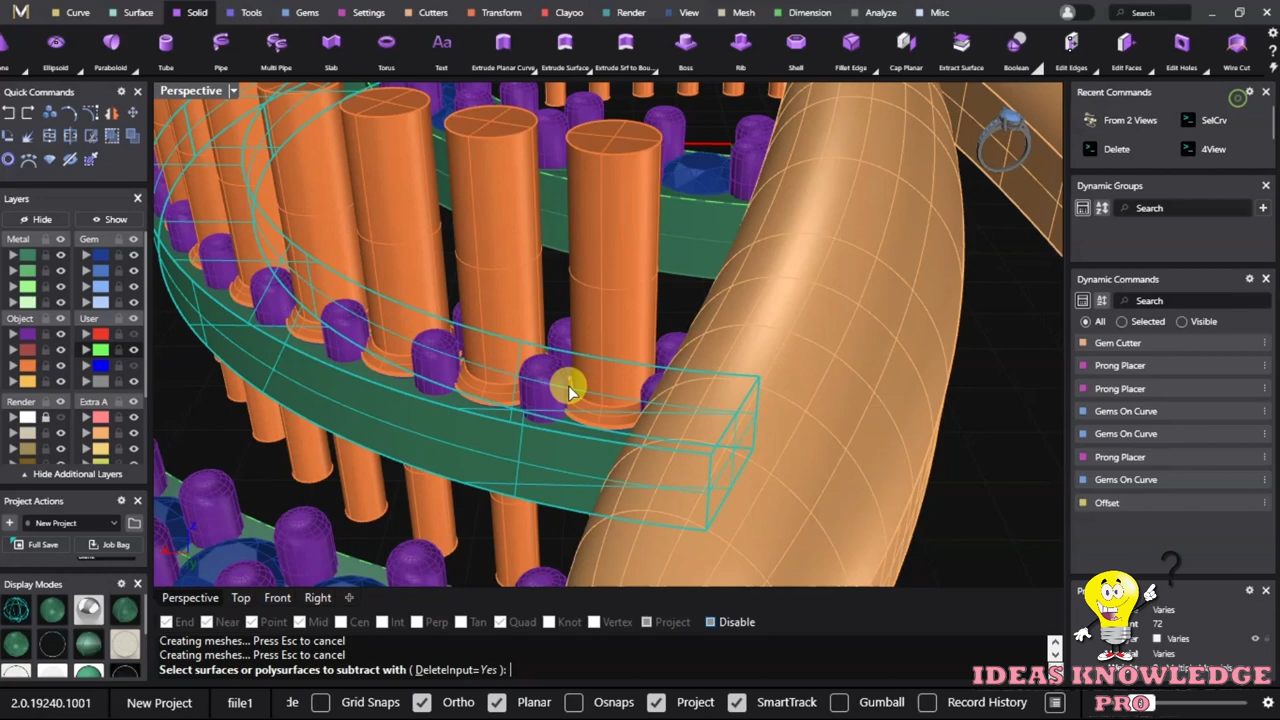 Curve Surface Solid Tools Gems Settings Cutters Transform Clayoo Render View Mesh Dimension Analyze Misc Search
Ellipsoid Paraboloid Tube Pipe Multi Pipe Slab Torus Text Extrude Planar Curve Extrude Surface Extrude Srf to Bou... Boss Rib Shell Fillet Edge Cap Planar Extract Surface Boolean Edit Edges Edit Faces Edit Holes Wire Cut
Quick Commands
Perspective
Recent Commands
From 2 Views SelCrv
Delete 4View
Layers
Hide Show
Metal Gem
Object User
Render Extra A
Hide Additional Layers
Dynamic Groups
Search
Dynamic Commands
Search
All Selected Visible
Gem Cutter
Prong Placer
Prong Placer
Gems On Curve
Gems On Curve
Prong Placer
Gems On Curve
Offset
Project Actions
New Project
Full Save Job Bag
Display Modes
Perspective Top Front Right
End Near Point Mid Cen Int Perp Tan Quad Knot Vertex Project Disable
Creating meshes... Press Esc to cancel
Creating meshes... Press Esc to cancel
Select surfaces or polysurfaces to subtract with ( DeleteInput=Yes ):
Varies
72
Varies
?
IDEAS KNOWLEDGE
PRO
2.0.19240.1001 New Project fiile1 de Grid Snaps Ortho Planar Osnaps Project SmartTrack Gumball Record History